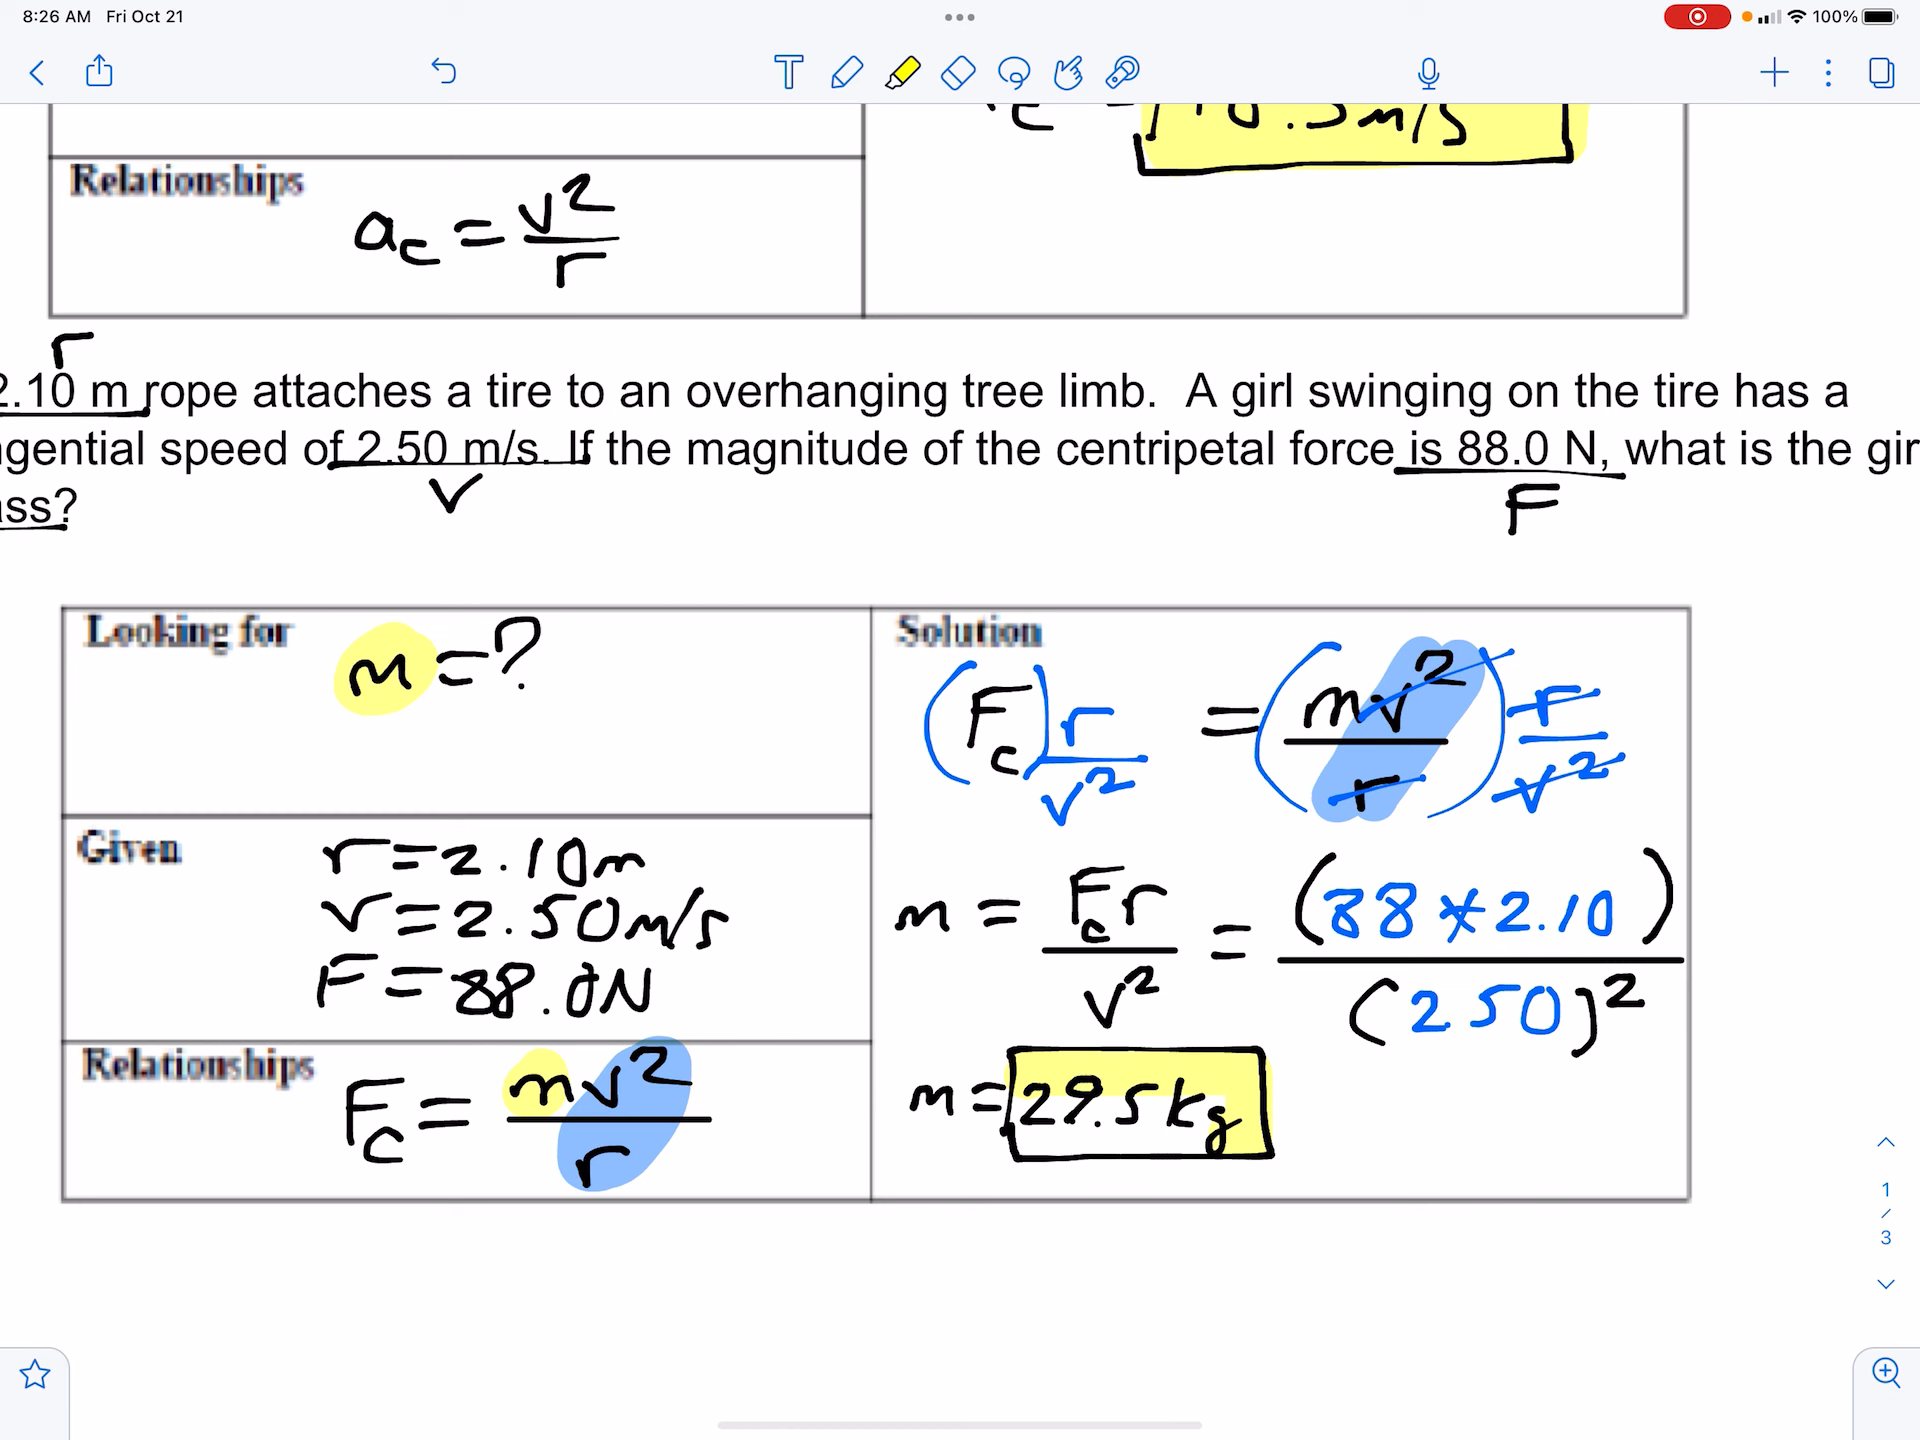 8:26 AM Fri Oct 21
100%
T
m/s
Relationships
a_c = v²/r
r
2.10 m rope attaches a tire to an overhanging tree limb. A girl swinging on the tire has a
gential speed of 2.50 m/s. If the magnitude of the centripetal force is 88.0 N, what is the gir
ass?
v
F
Looking for
m = ?
Given
r = 2.10m
v = 2.50m/s
F = 88.0N
Relationships
F_c = mv²/r
Solution
(F_c) r/v² = (mv²/r) r/v²
m = F_c r/v² = (88*2.10)/(2.50)²
m = 29.5kg
1
/
3